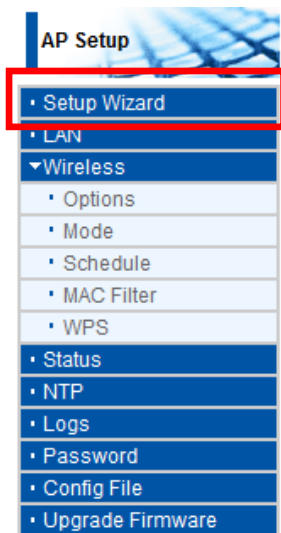 AP Setup
Setup Wizard
LAN
Wireless
Options
Mode
Schedule
MAC Filter
WPS
Status
NTP
Logs
Password
Config File
Upgrade Firmware